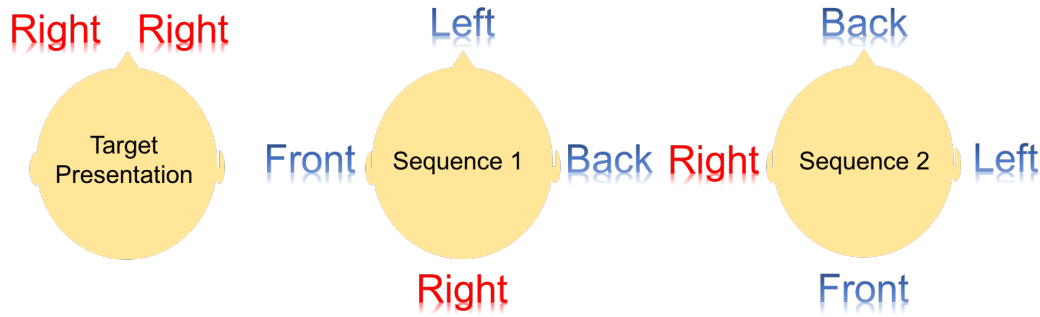 Right Right
Target
Presentation
Left
Front Sequence 1 Back
Right
Back
Right Sequence 2 Left
Front